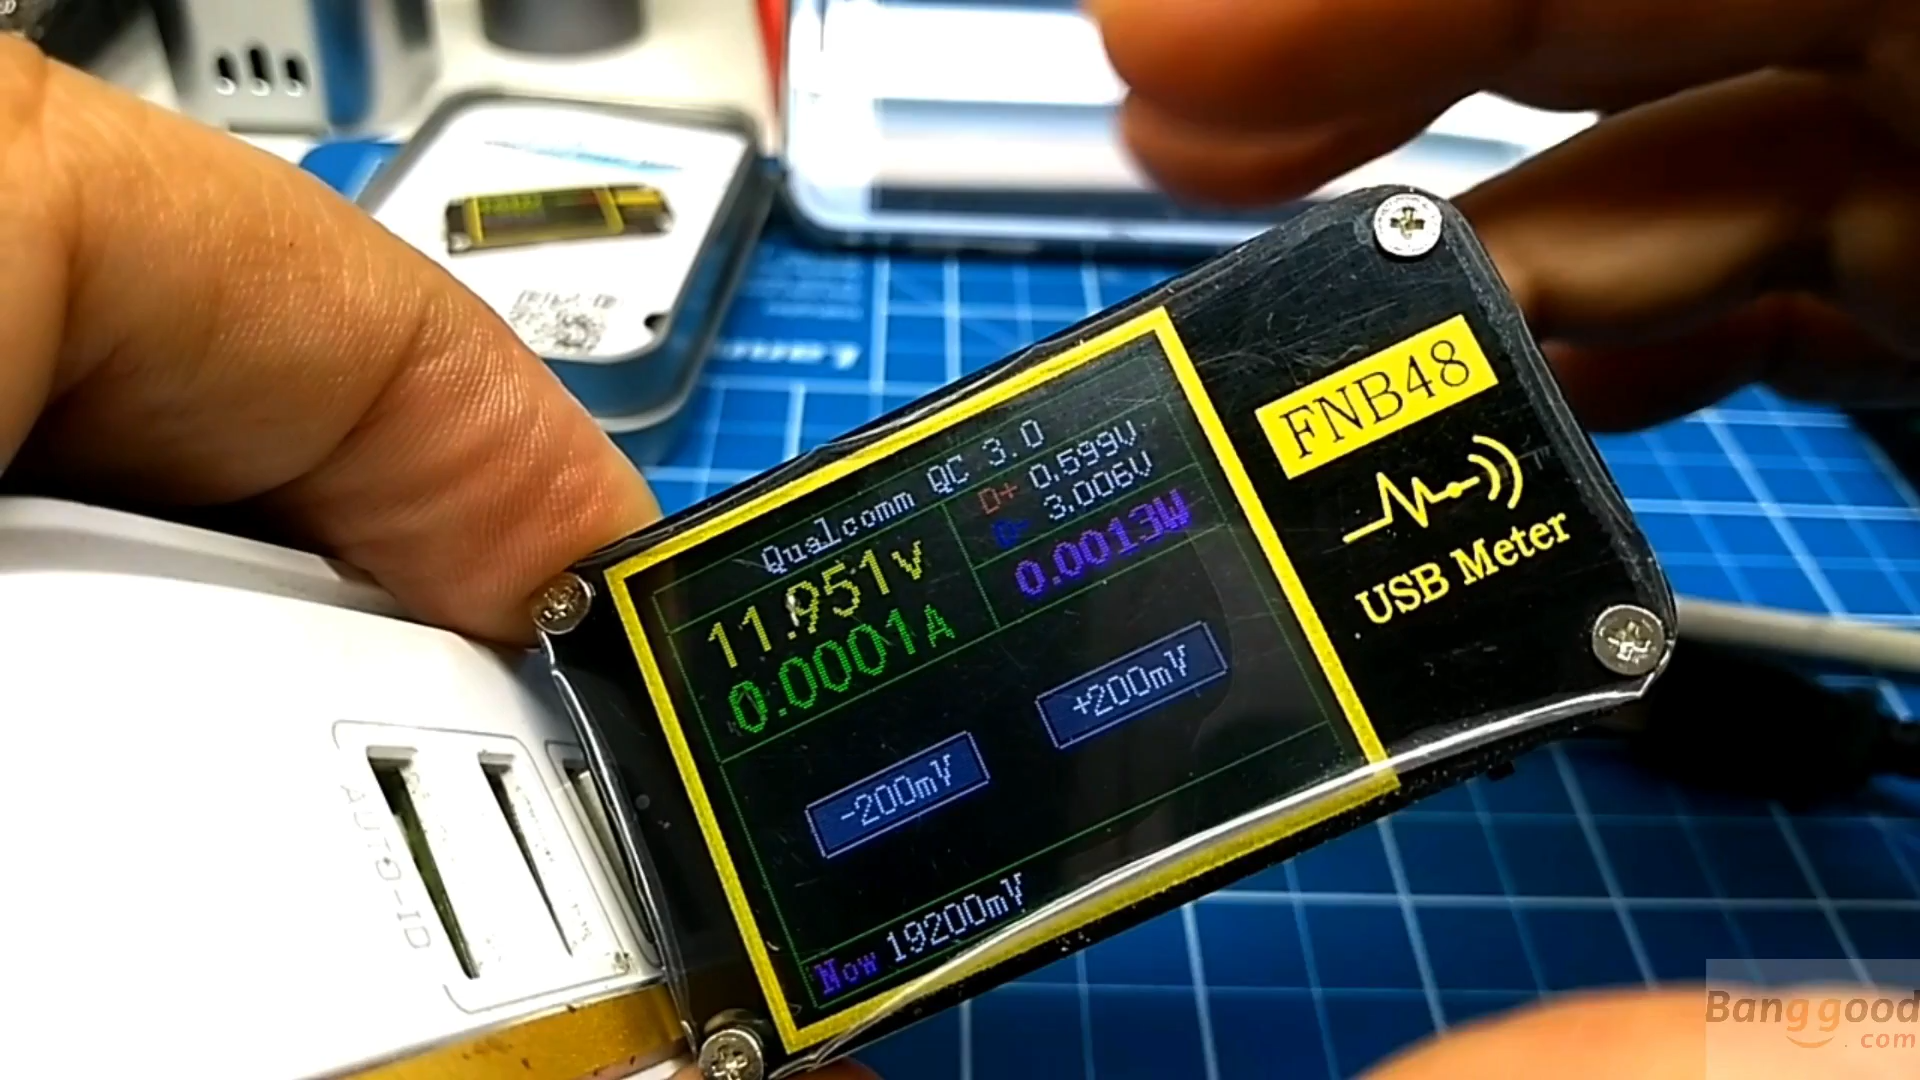 Qualcomm QC 3.0
11.951V
0.0001A
D+ 0.599V
D- 3.006V
0.0013W
-200mV
+200mV
Now 19200mV
FNB48
USB Meter
AUTO-ID
Banggood
.com